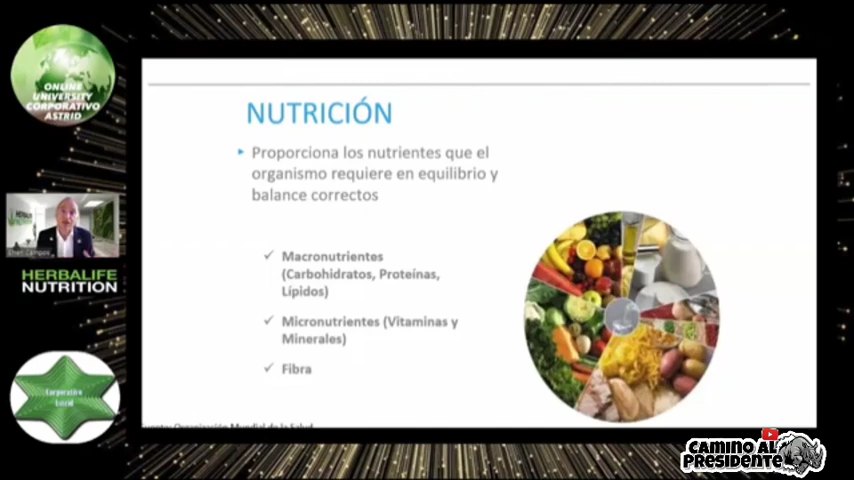 ONLINE
UNIVERSITY
CORPORATIVO
ASTRID
HERBALIFE
NUTRITION
NUTRICIÓN
Proporciona los nutrientes que el
organismo requiere en equilibrio y
balance correctos
✓ Macronutrientes
(Carbohidratos, Proteínas,
Lípidos)
✓ Micronutrientes (Vitaminas y
Minerales)
✓ Fibra
Organización Mundial de la Salud
CAMINO AL
PRESIDENTE